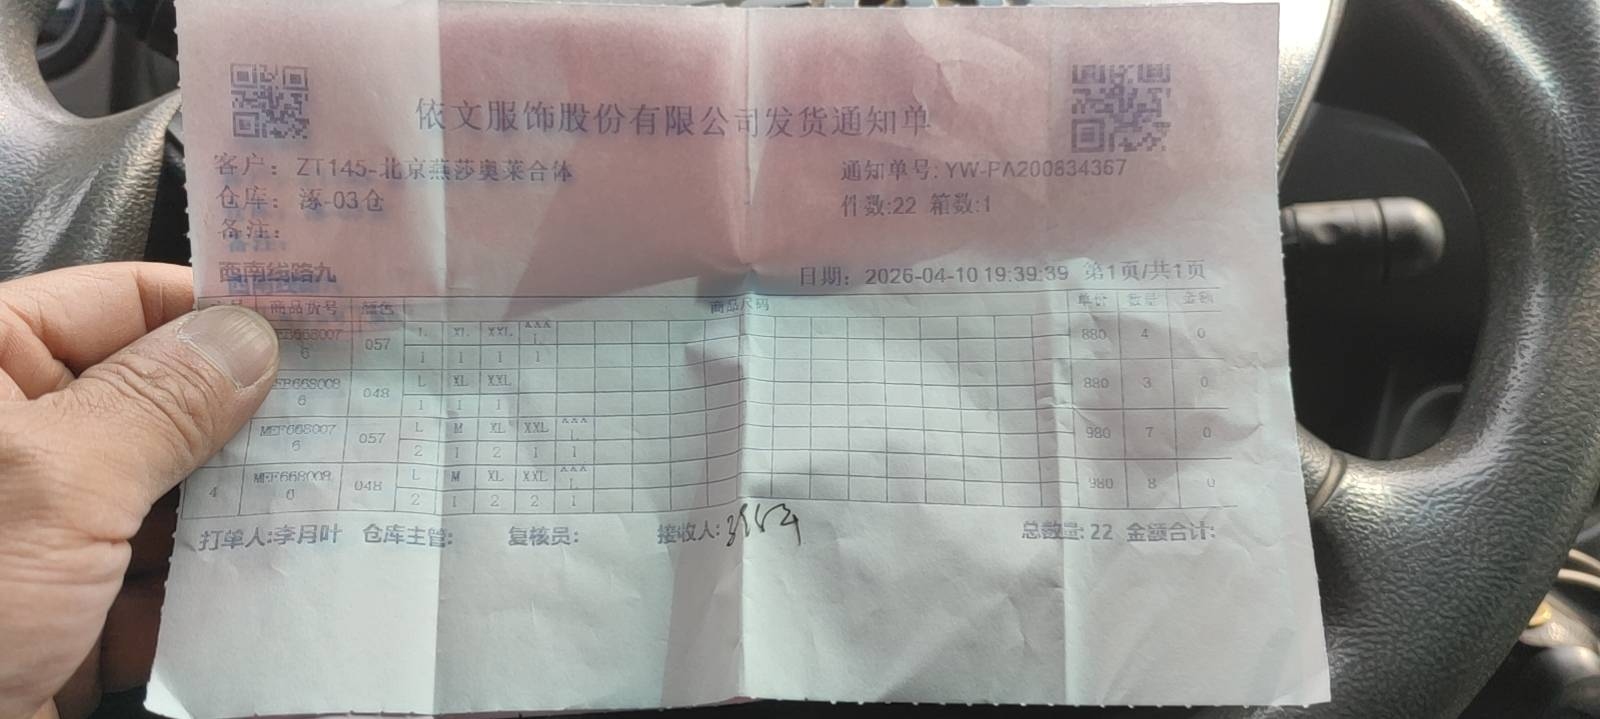 依文服饰股份有限公司发货通知单
客户: ZT145-北京燕莎奥莱合体 通知单号: YW-PA200834367
仓库: 涿-03仓 件数:22 箱数:1
备注:
西南线路九 日期: 2026-04-10 19:39:39 第1页/共1页
商品货号 颜色 商品尺码 单价 数量 金额
057 L XL XXL 880 4 0
6 1 1 1 1
048 L XL XXL 880 3 0
6 1 1 1
057 L M XL XXL 980 7 0
6 2 1 2 1 1
4 048 L M XL XXL 980 8 0
6 2 1 2 2 1
打单人:李月叶 仓库主管: 复核员: 接收人: 总数量: 22 金额合计: